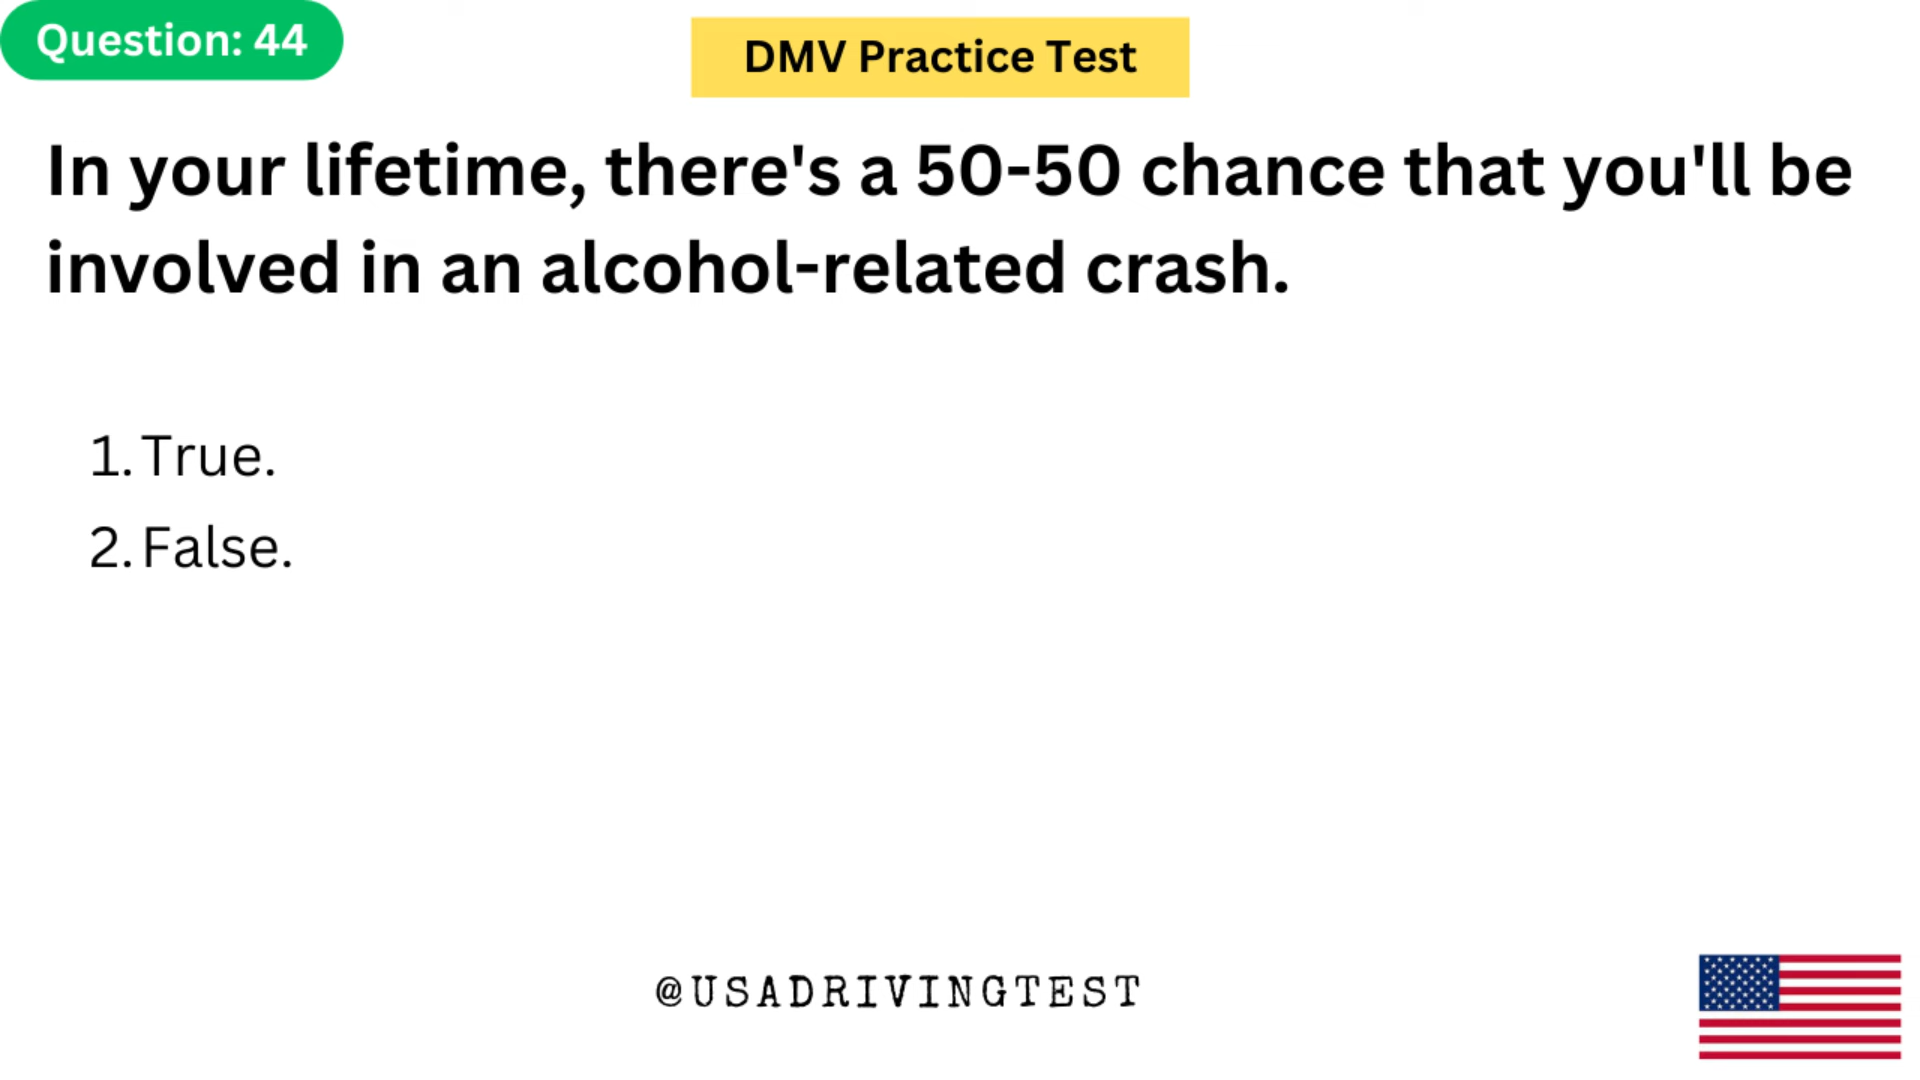 Question: 44
DMV Practice Test
In your lifetime, there's a 50-50 chance that you'll be
involved in an alcohol-related crash.
1. True.
2. False.
@USADRIVINGTEST